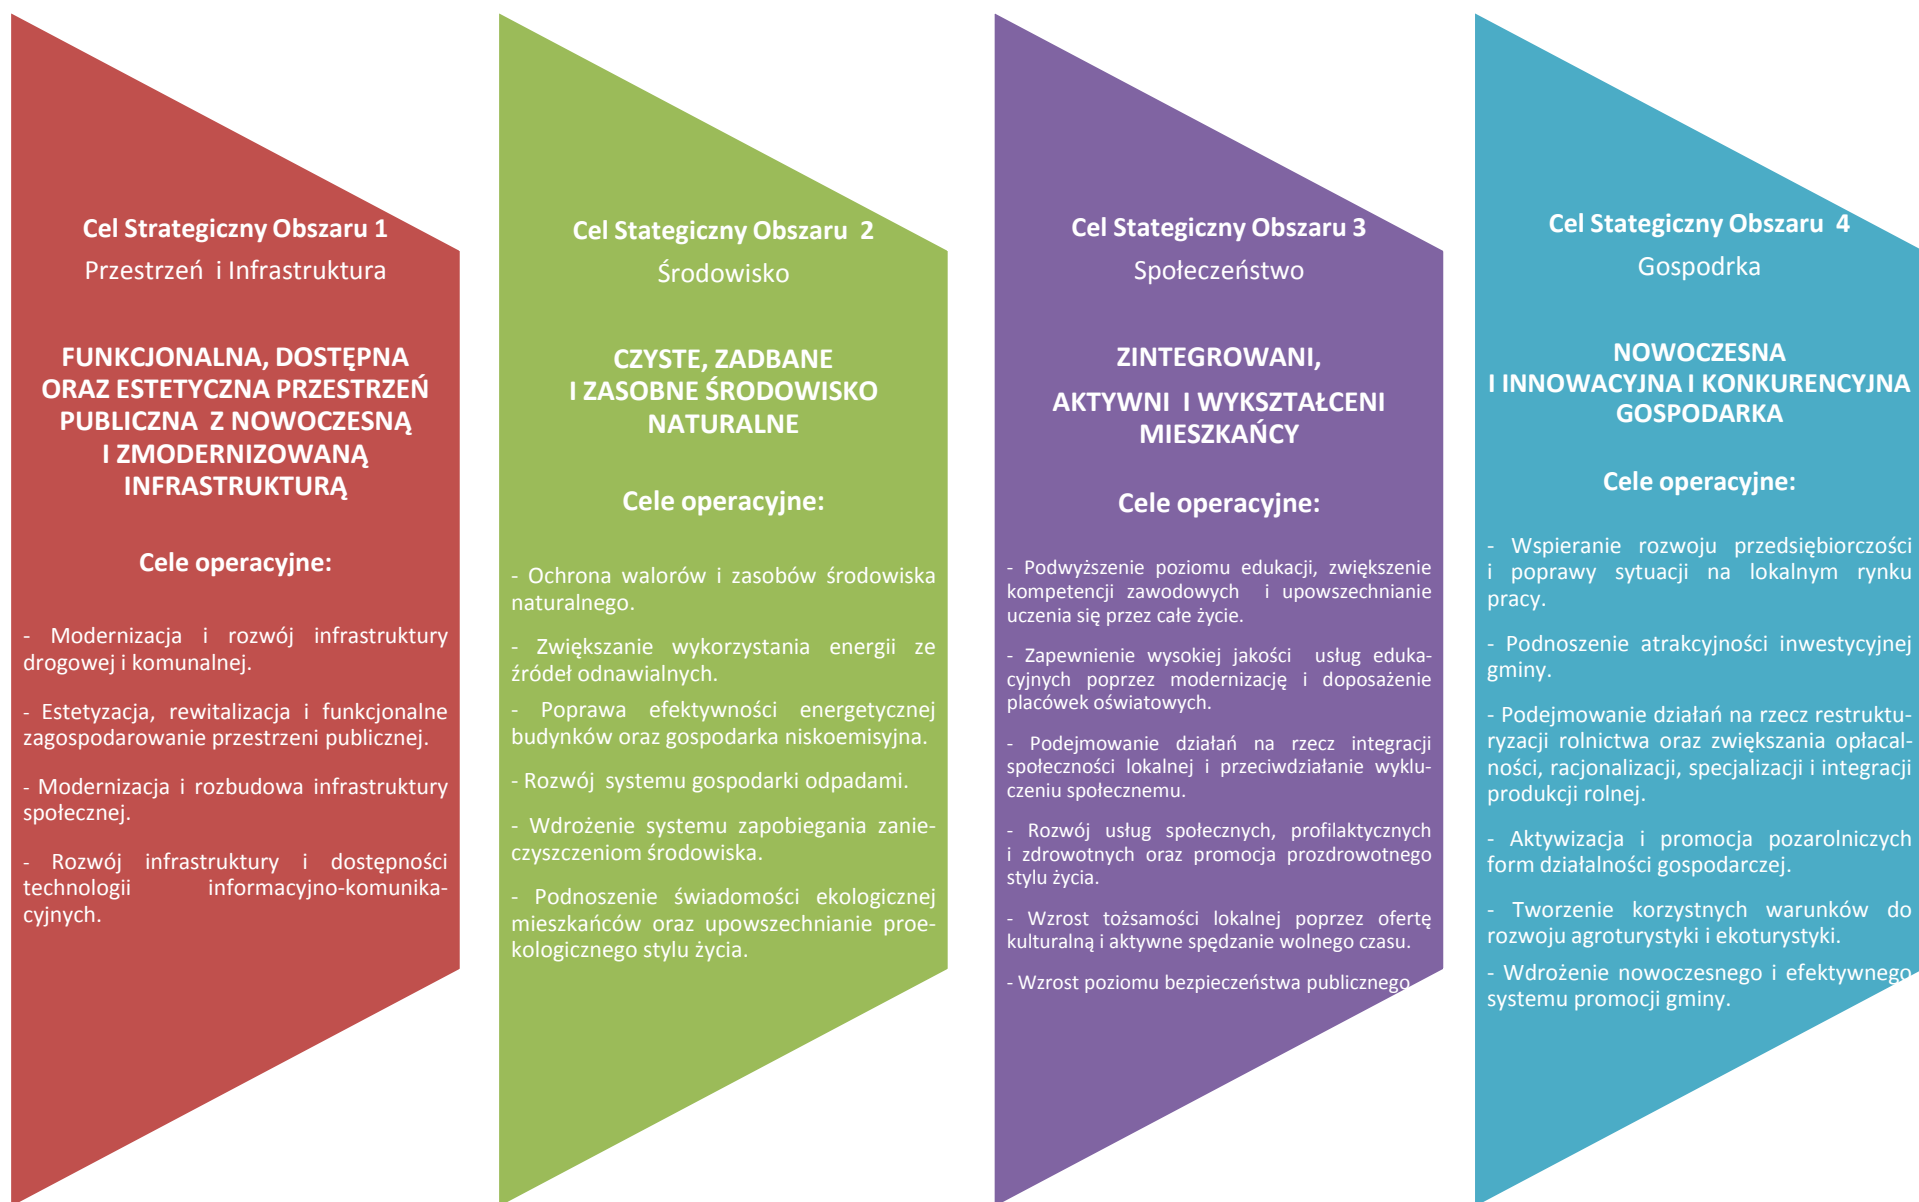 Cel Strategiczny Obszaru 1
Przestrzeń i Infrastruktura
FUNKCJONALNA, DOSTĘPNA
ORAZ ESTETYCZNA PRZESTRZEŃ
PUBLICZNA Z NOWOCZESNĄ
I ZMODERNIZOWANĄ
INFRASTRUKTURĄ
Cele operacyjne:
- Modernizacja i rozwój infrastruktury
drogowej i komunalnej.
- Estetyzacja, rewitalizacja i funkcjonalne
zagospodarowanie przestrzeni publicznej.
- Modernizacja i rozbudowa infrastruktury
społecznej.
- Rozwój infrastruktury i dostępności
technologii informacyjno-komunika-
cyjnych.
Cel Stategiczny Obszaru 2
Środowisko
CZYSTE, ZADBANE
I ZASOBNE ŚRODOWISKO
NATURALNE
Cele operacyjne:
- Ochrona walorów i zasobów środowiska
naturalnego.
- Zwiększanie wykorzystania energii ze
źródeł odnawialnych.
- Poprawa efektywności energetycznej
budynków oraz gospodarka niskoemisyjna.
- Rozwój systemu gospodarki odpadami.
- Wdrożenie systemu zapobiegania zanie-
czyszczeniom środowiska.
- Podnoszenie świadomości ekologicznej
mieszkańców oraz upowszechnianie proe-
kologicznego stylu życia.
Cel Stategiczny Obszaru 3
Społeczeństwo
ZINTEGROWANI,
AKTYWNI I WYKSZTAŁCENI
MIESZKAŃCY
Cele operacyjne:
- Podwyższenie poziomu edukacji, zwiększenie
kompetencji zawodowych i upowszechnianie
uczenia się przez całe życie.
- Zapewnienie wysokiej jakości usług eduka-
cyjnych poprzez modernizację i doposażenie
placówek oświatowych.
- Podejmowanie działań na rzecz integracji
społeczności lokalnej i przeciwdziałanie wyklu-
czeniu społecznemu.
- Rozwój usług społecznych, profilaktycznych
i zdrowotnych oraz promocja prozdrowotnego
stylu życia.
- Wzrost tożsamości lokalnej poprzez ofertę
kulturalną i aktywne spędzanie wolnego czasu.
- Wzrost poziomu bezpieczeństwa publicznego.
Cel Stategiczny Obszaru 4
Gospodrka
NOWOCZESNA
I INNOWACYJNA I KONKURENCYJNA
GOSPODARKA
Cele operacyjne:
- Wspieranie rozwoju przedsiębiorczości
i poprawy sytuacji na lokalnym rynku
pracy.
- Podnoszenie atrakcyjności inwestycyjnej
gminy.
- Podejmowanie działań na rzecz restruktu-
ryzacji rolnictwa oraz zwiększania opłacal-
ności, racjonalizacji, specjalizacji i integracji
produkcji rolnej.
- Aktywizacja i promocja pozarolniczych
form działalności gospodarczej.
- Tworzenie korzystnych warunków do
rozwoju agroturystyki i ekoturystyki.
- Wdrożenie nowoczesnego i efektywnego
systemu promocji gminy.